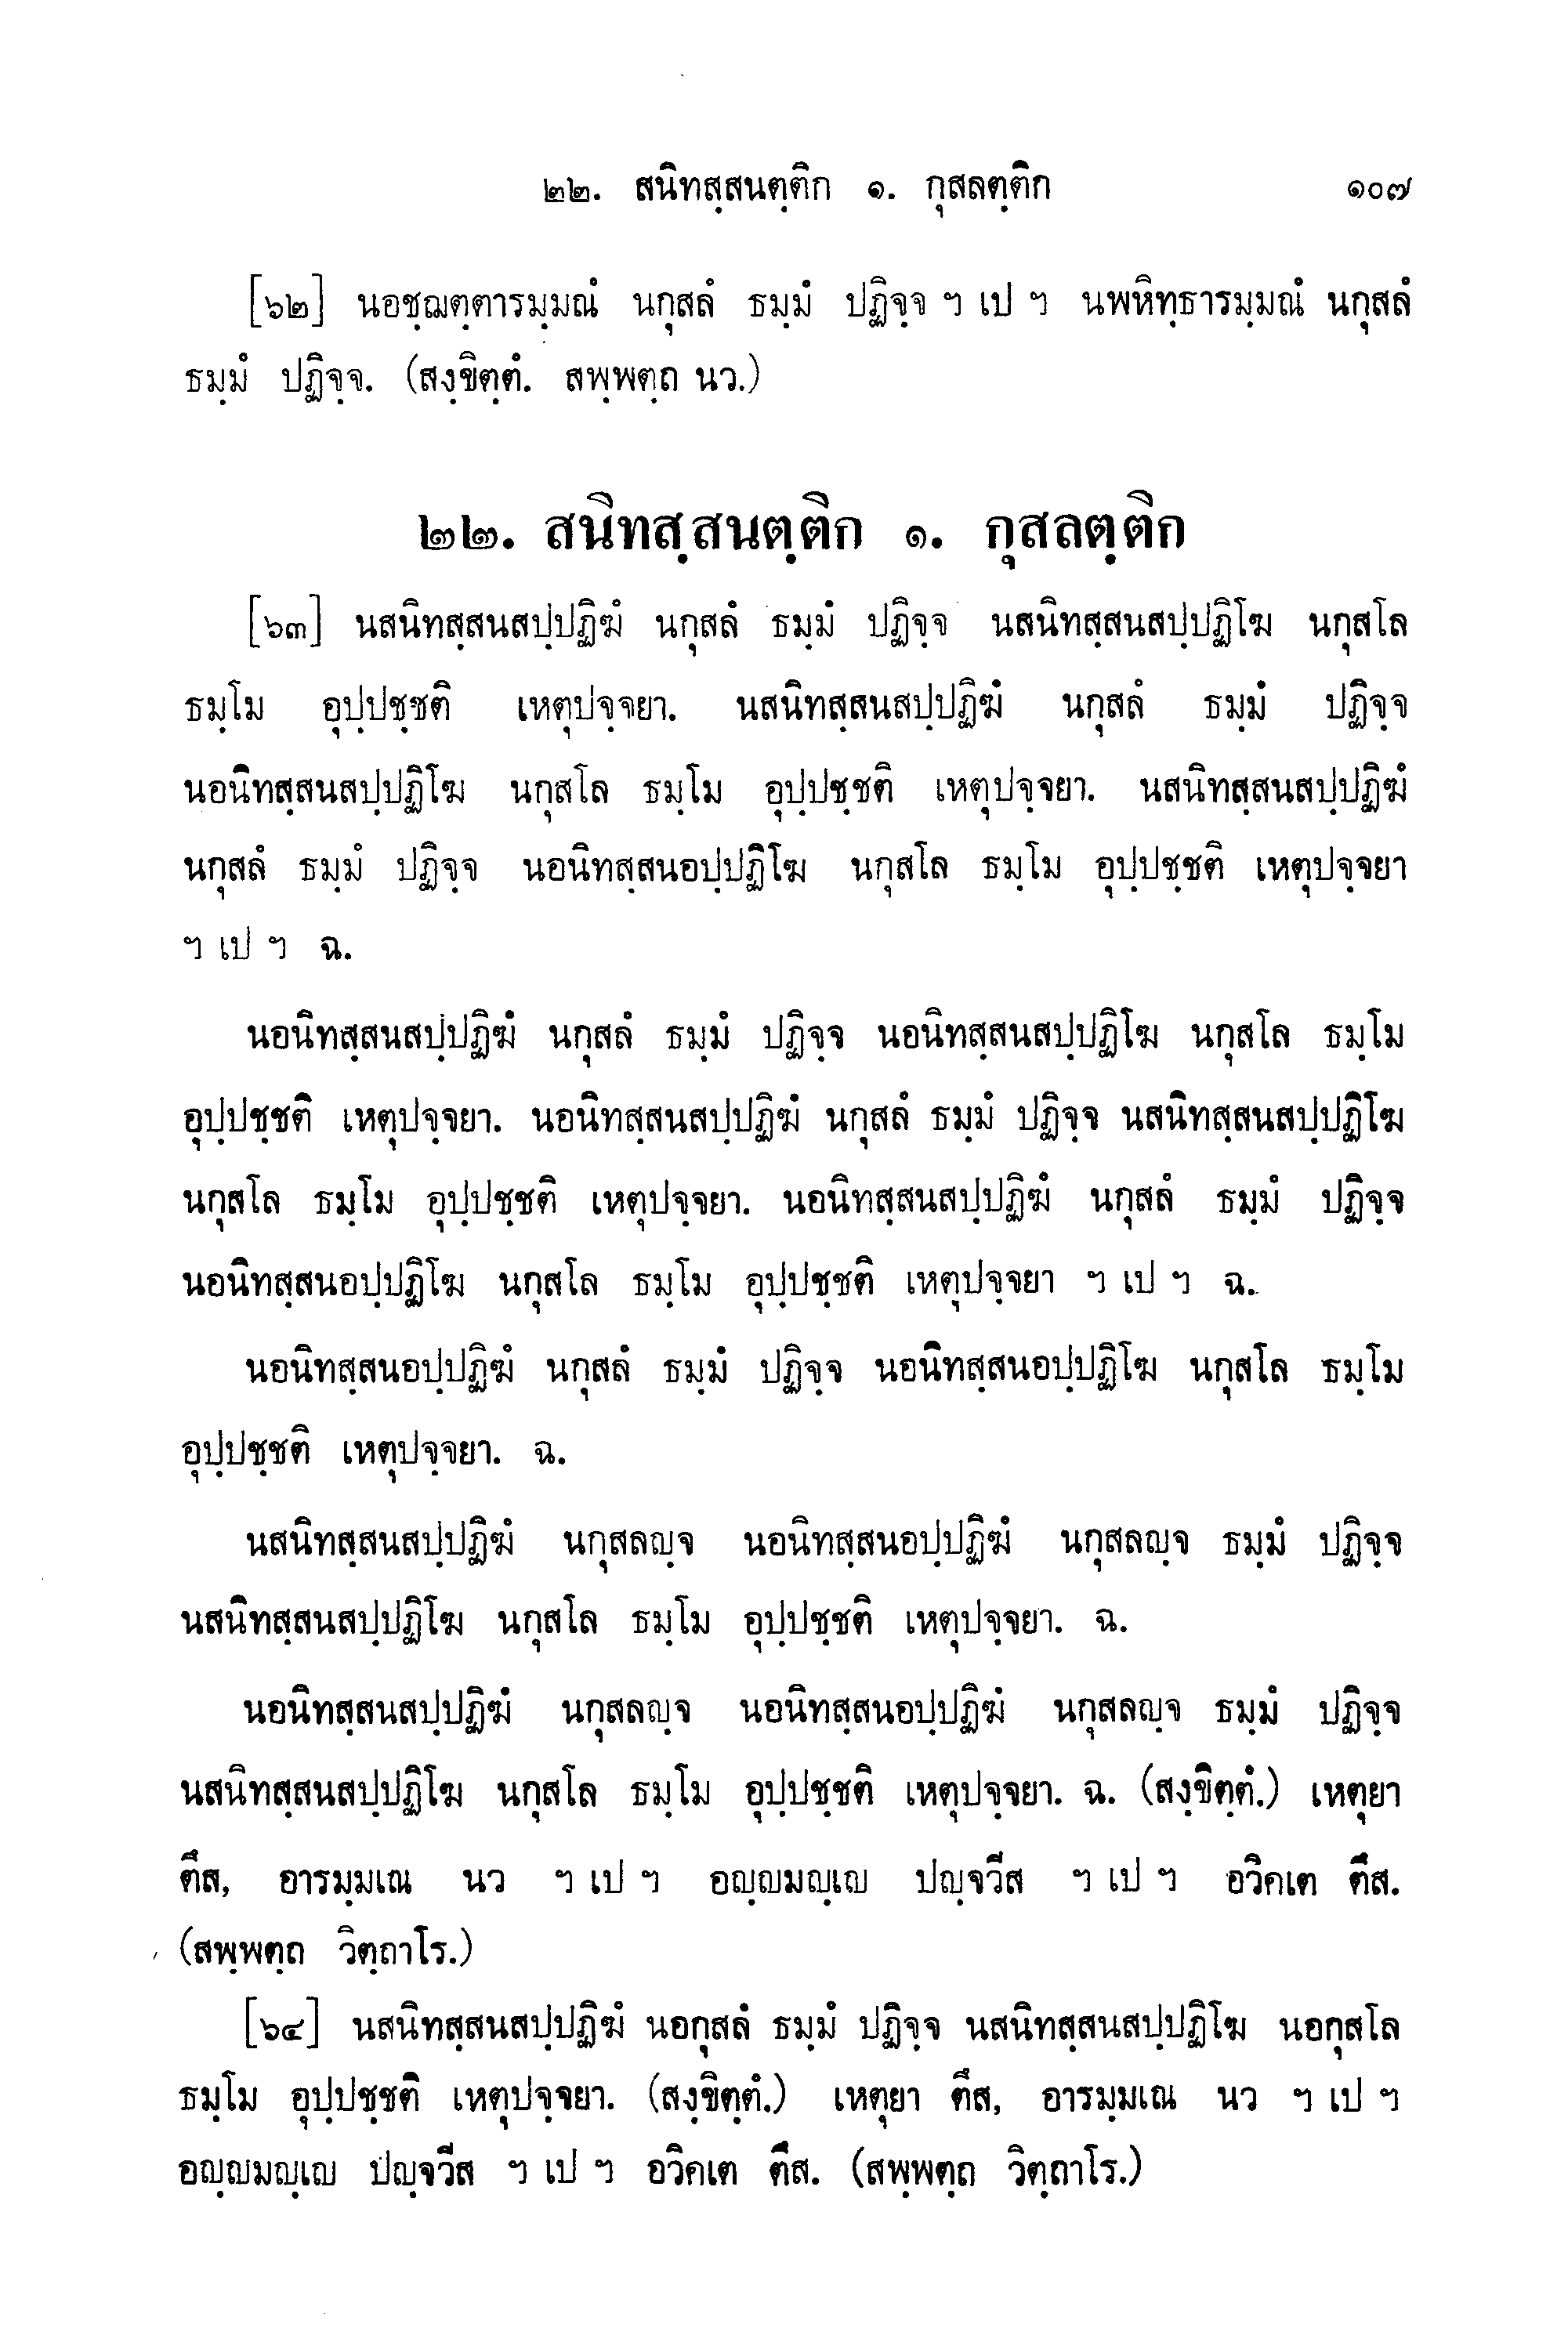 ๒๒. สนิทสฺสนตฺติก ๑. กุสลตฺติก ๑๐๗
[๖๒] นอชฺฌตฺตารมฺมณํ นกุสลํ ธมฺมํ ปฏิจฺจ ฯ เป ฯ นพหิทฺธารมฺมณํ นกุสลํ
ธมฺมํ ปฏิจฺจ. (สงฺขิตฺตํ. สพฺพตฺถ นว.)
๒๒. สนิทสฺสนตฺติก ๑. กุสลตฺติก
[๖๓] นสนิทสฺสนสปฺปฏิฆํ นกุสลํ ธมฺมํ ปฏิจฺจ นสนิทสฺสนสปฺปฏิโฆ นกุสโล
ธมฺโม อุปฺปชฺชติ เหตุปจฺจยา. นสนิทสฺสนสปฺปฏิฆํ นกุสลํ ธมฺมํ ปฏิจฺจ
นอนิทสฺสนสปฺปฏิโฆ นกุสโล ธมฺโม อุปฺปชฺชติ เหตุปจฺจยา. นสนิทสฺสนสปฺปฏิฆํ
นกุสลํ ธมฺมํ ปฏิจฺจ นอนิทสฺสนอปฺปฏิโฆ นกุสโล ธมฺโม อุปฺปชฺชติ เหตุปจฺจยา
ฯ เป ฯ ฉ.
นอนิทสฺสนสปฺปฏิฆํ นกุสลํ ธมฺมํ ปฏิจฺจ นอนิทสฺสนสปฺปฏิโฆ นกุสโล ธมฺโม
อุปฺปชฺชติ เหตุปจฺจยา. นอนิทสฺสนสปฺปฏิฆํ นกุสลํ ธมฺมํ ปฏิจฺจ นสนิทสฺสนสปฺปฏิโฆ
นกุสโล ธมฺโม อุปฺปชฺชติ เหตุปจฺจยา. นอนิทสฺสนสปฺปฏิฆํ นกุสลํ ธมฺมํ ปฏิจฺจ
นอนิทสฺสนอปฺปฏิโฆ นกุสโล ธมฺโม อุปฺปชฺชติ เหตุปจฺจยา ฯ เป ฯ ฉ.
นอนิทสฺสนอปฺปฏิฆํ นกุสลํ ธมฺมํ ปฏิจฺจ นอนิทสฺสนอปฺปฏิโฆ นกุสโล ธมฺโม
อุปฺปชฺชติ เหตุปจฺจยา. ฉ.
นสนิทสฺสนสปฺปฏิฆํ นกุสลญฺจ นอนิทสฺสนอปฺปฏิฆํ นกุสลญฺจ ธมฺมํ ปฏิจฺจ
นสนิทสฺสนสปฺปฏิโฆ นกุสโล ธมฺโม อุปฺปชฺชติ เหตุปจฺจยา. ฉ.
นอนิทสฺสนสปฺปฏิฆํ นกุสลญฺจ นอนิทสฺสนอปฺปฏิฆํ นกุสลญฺจ ธมฺมํ ปฏิจฺจ
นสนิทสฺสนสปฺปฏิโฆ นกุสโล ธมฺโม อุปฺปชฺชติ เหตุปจฺจยา. ฉ. (สงฺขิตฺตํ.) เหตุยา
ตึส, อารมฺมเณ นว ฯ เป ฯ อญฺญมญฺเญ ปญฺจวีส ฯ เป ฯ อวิคเต ตึส.
(สพฺพตฺถ วิตฺถาโร.)
[๖๔] นสนิทสฺสนสปฺปฏิฆํ นอกุสลํ ธมฺมํ ปฏิจฺจ นสนิทสฺสนสปฺปฏิโฆ นอกุสโล
ธมฺโม อุปฺปชฺชติ เหตุปจฺจยา. (สงฺขิตฺตํ.) เหตุยา ตึส, อารมฺมเณ นว ฯ เป ฯ
อญฺญมญฺเญ ปญฺจวีส ฯ เป ฯ อวิคเต ตึส. (สพฺพตฺถ วิตฺถาโร.)